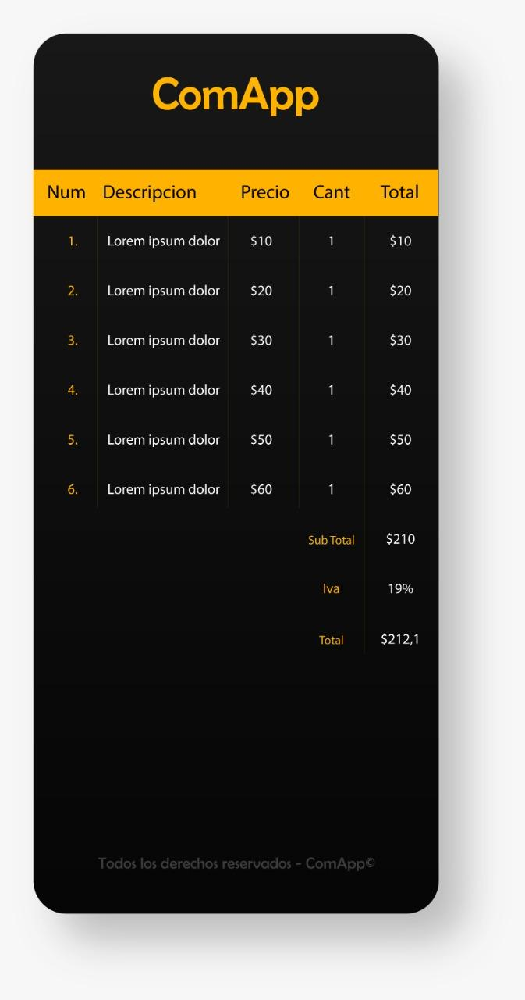 ComApp
Num Descripcion Precio Cant Total
1. Lorem ipsum dolor $10 1 $10
2. Lorem ipsum dolor $20 1 $20
3. Lorem ipsum dolor $30 1 $30
4. Lorem ipsum dolor $40 1 $40
5. Lorem ipsum dolor $50 1 $50
6. Lorem ipsum dolor $60 1 $60
Sub Total $210
Iva 19%
Total $212,1
Todos los derechos reservados - ComApp©